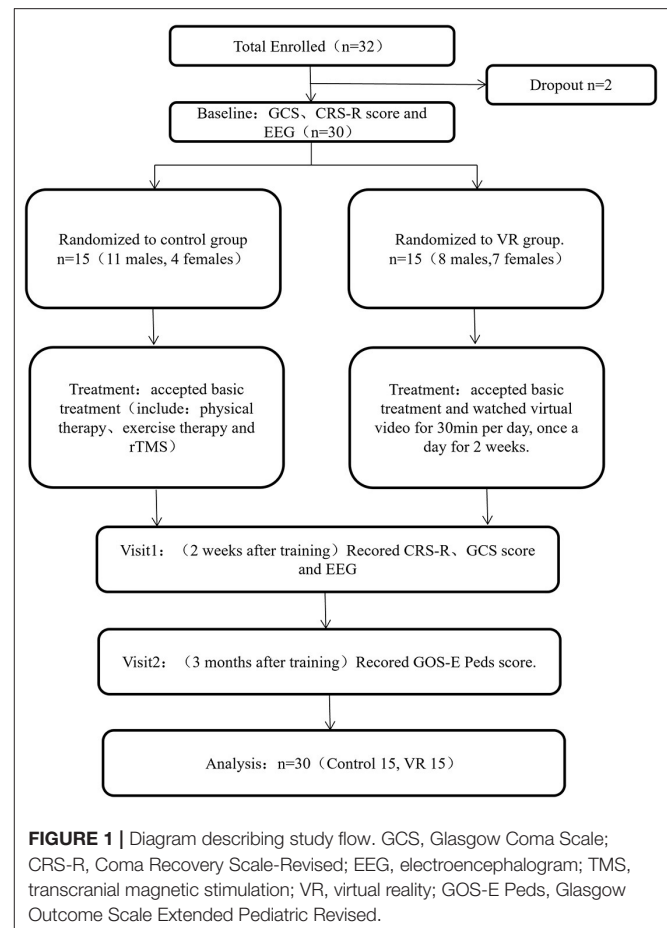 Total Enrolled（n=32）
Dropout n=2
Baseline：GCS、CRS-R score and
EEG（n=30）
Randomized to control group
n=15（11 males, 4 females）
Randomized to VR group.
n=15（8 males,7 females）
Treatment：accepted basic
treatment（include：physical
therapy、exercise therapy and
rTMS）
Treatment：accepted basic
treatment and watched virtual
video for 30min per day, once a
day for 2 weeks.
Visit1：（2 weeks after training）Recored CRS-R、GCS score
and EEG
Visit2：（3 months after training）Recored GOS-E Peds score.
Analysis：n=30（Control 15, VR 15）
FIGURE 1 | Diagram describing study flow. GCS, Glasgow Coma Scale;
CRS-R, Coma Recovery Scale-Revised; EEG, electroencephalogram; TMS,
transcranial magnetic stimulation; VR, virtual reality; GOS-E Peds, Glasgow
Outcome Scale Extended Pediatric Revised.